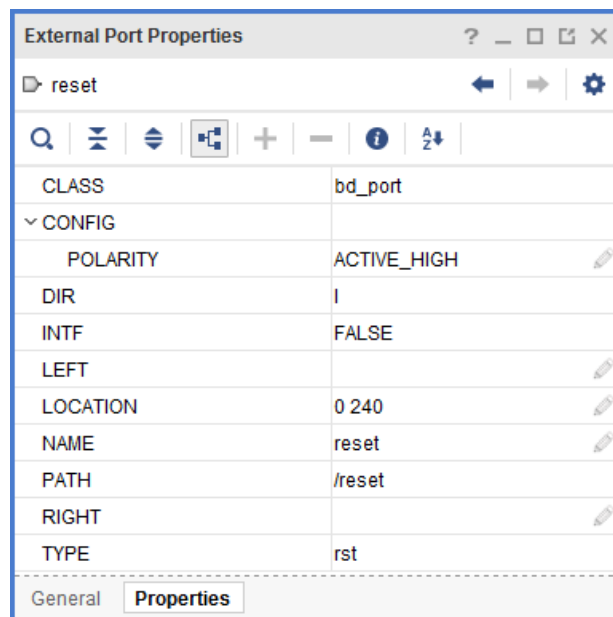 External Port Properties
reset
CLASS bd_port
CONFIG
POLARITY ACTIVE_HIGH
DIR I
INTF FALSE
LEFT
LOCATION 0 240
NAME reset
PATH /reset
RIGHT
TYPE rst
General Properties